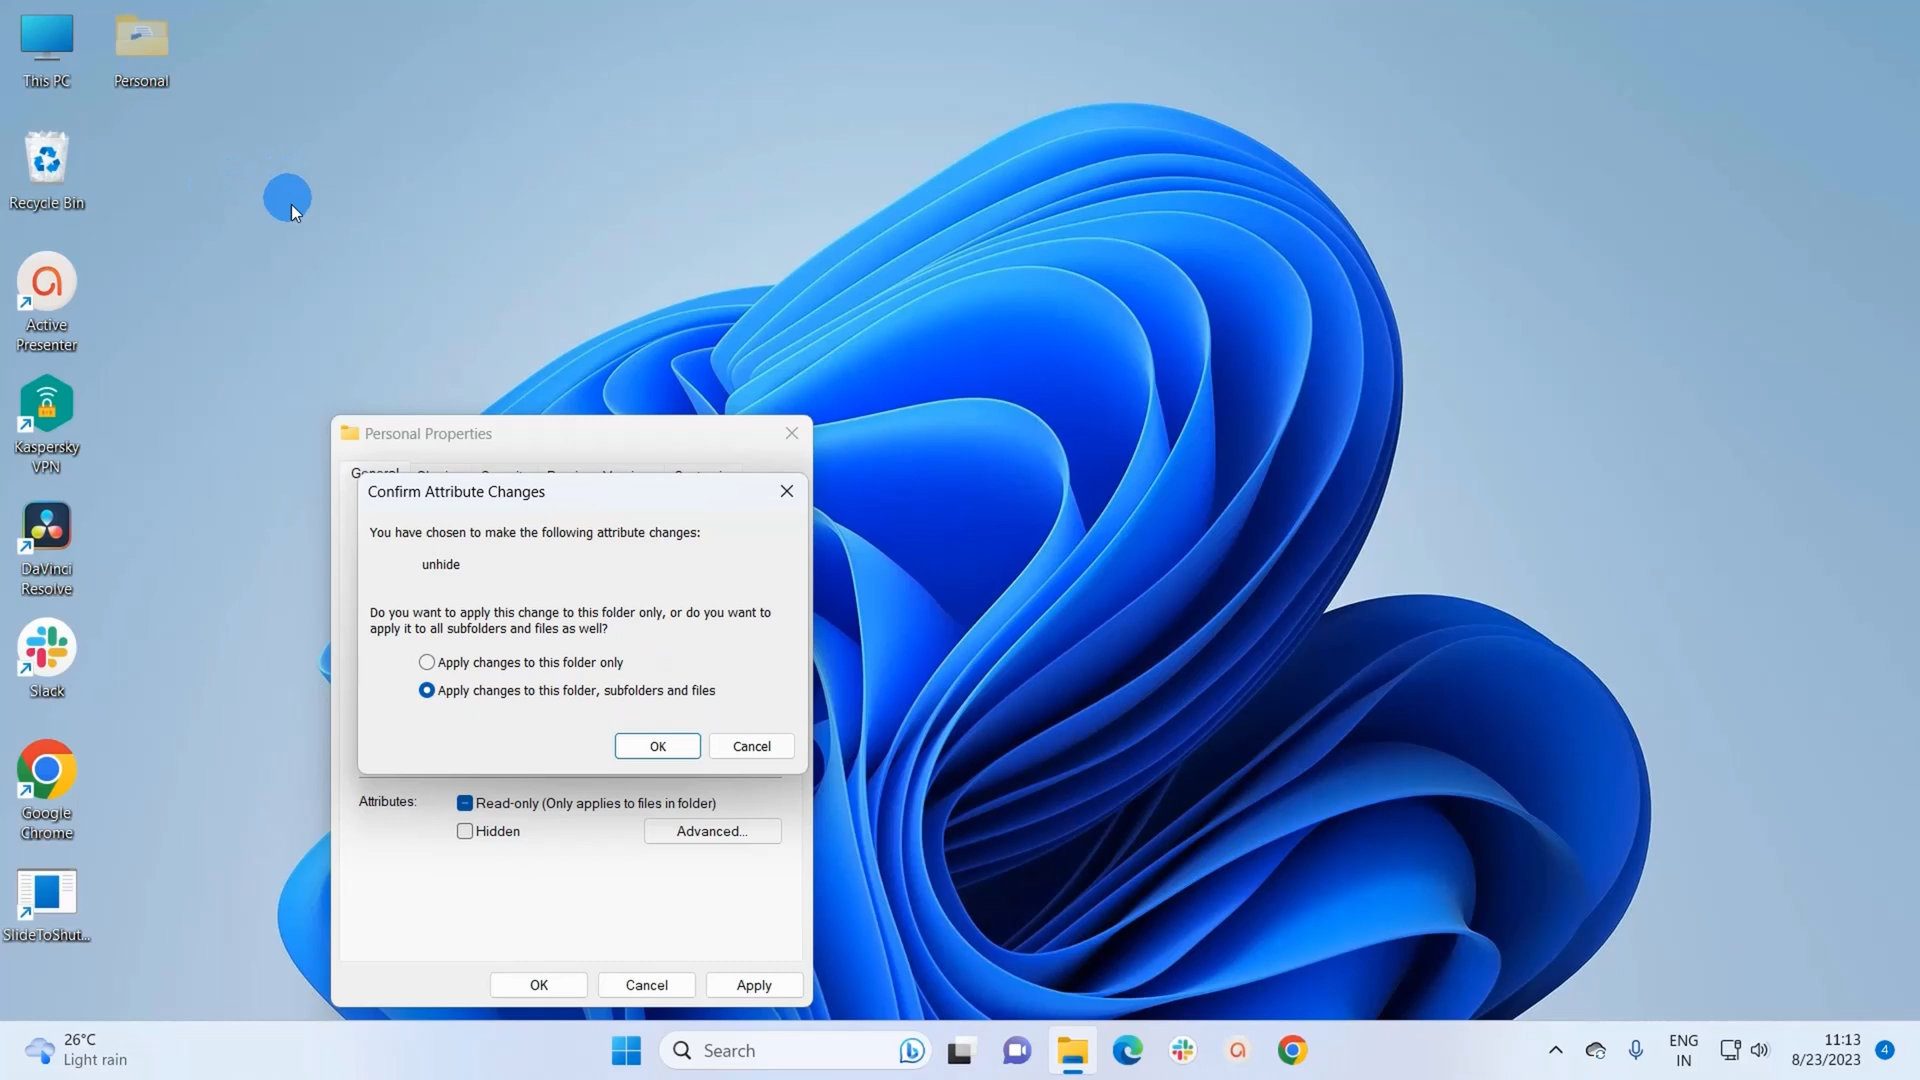 This PC
Personal
Recycle Bin
Active
Presenter
Kaspersky
VPN
DaVinci
Resolve
Slack
Google
Chrome
SlideToShut...
Personal Properties
General
Confirm Attribute Changes
You have chosen to make the following attribute changes:
unhide
Do you want to apply this change to this folder only, or do you want to
apply it to all subfolders and files as well?
Apply changes to this folder only
Apply changes to this folder, subfolders and files
OK
Cancel
Attributes:
Read-only (Only applies to files in folder)
Hidden
Advanced...
OK
Cancel
Apply
26°C
Light rain
Search
ENG
IN
11:13
8/23/2023
4